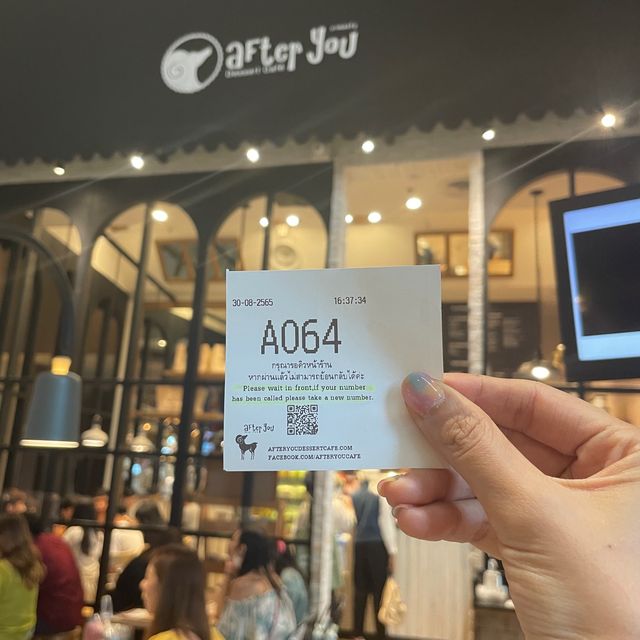 after you
Dessert Cafe
30-08-2565 16:37:34
A064
กรุณารอคิวหน้าร้าน
หากผ่านแล้วไม่สามารถย้อนกลับได้ค่ะ
Please wait in front,if your number
has been called please take a new number.
after you
AFTERYOUDESSERTCAFE.COM
FACEBOOK.COM/AFTERYOUCAFE